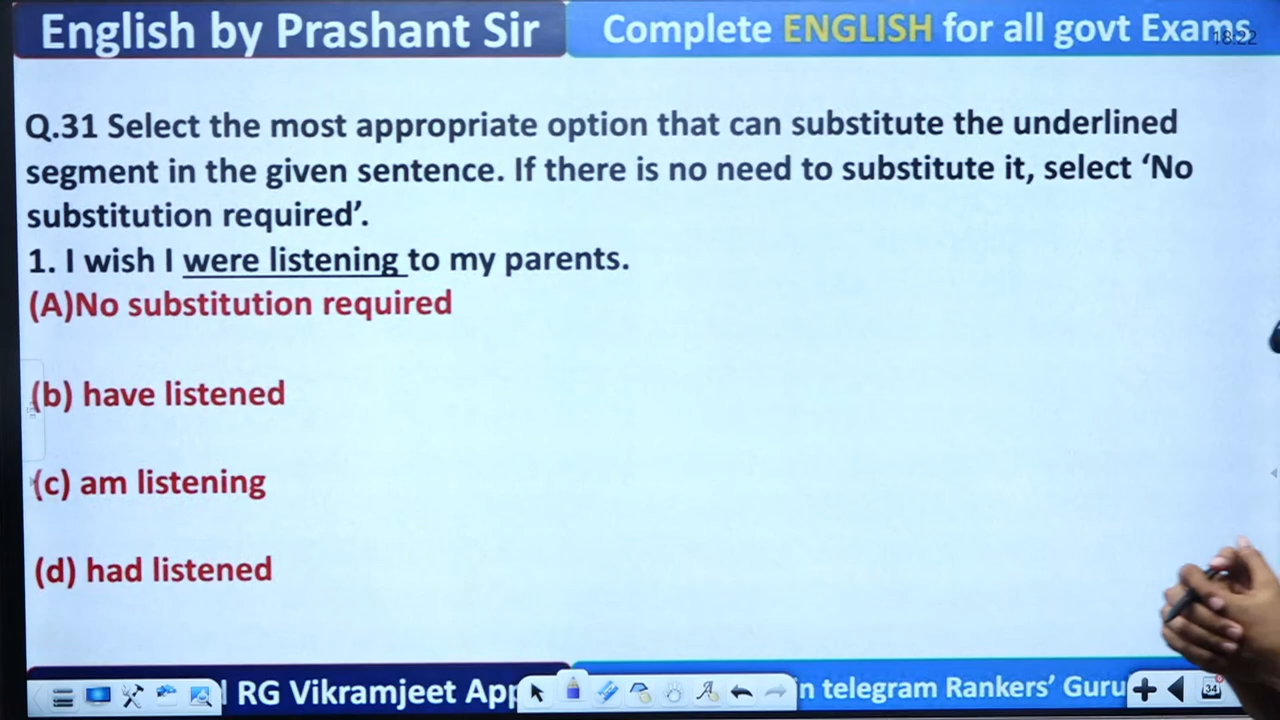 English by Prashant Sir
Complete ENGLISH for all govt Exams
18:22
Q.31 Select the most appropriate option that can substitute the underlined
segment in the given sentence. If there is no need to substitute it, select ‘No
substitution required’.
1. I wish I were listening to my parents.
(A)No substitution required
(b) have listened
(c) am listening
(d) had listened
RG Vikramjeet App
n telegram Rankers’ Guru
34